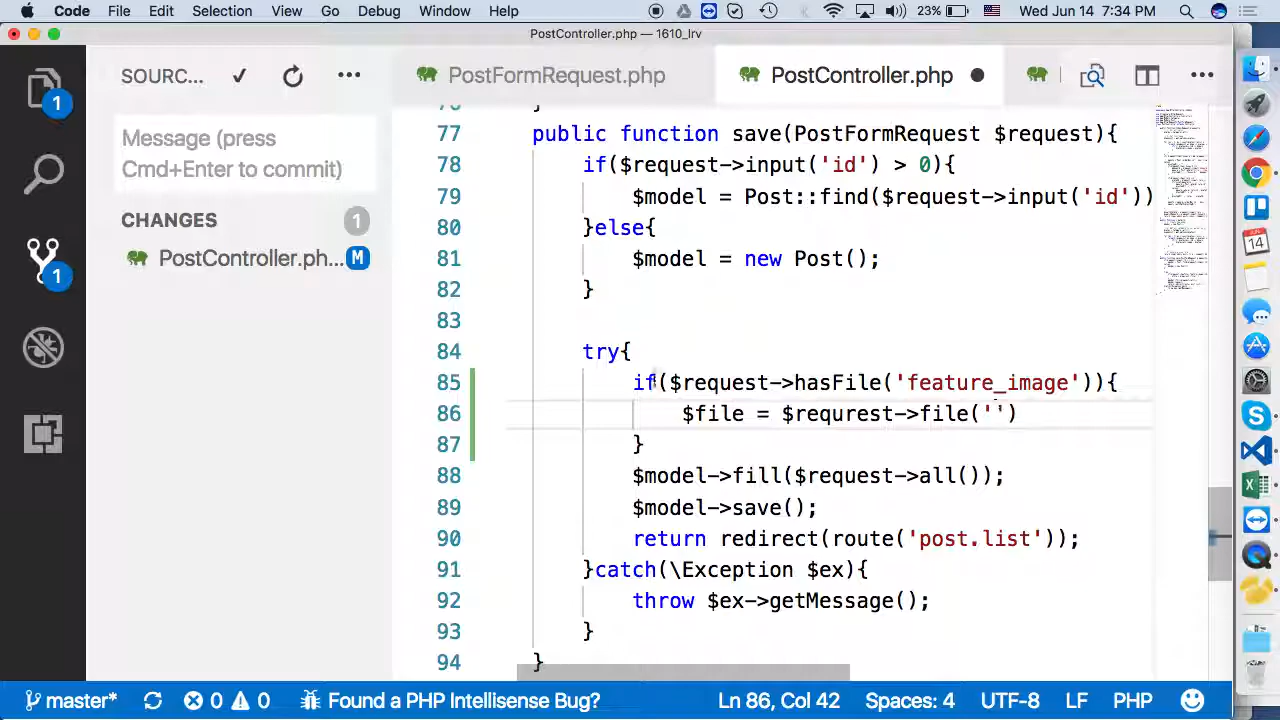 Code File Edit Selection View Go Debug Window Help 23% Wed Jun 14 7:34 PM
PostController.php — 1610_lrv
SOURC...
PostFormRequest.php
PostController.php
Message (press
Cmd+Enter to commit)
CHANGES 1
PostController.ph... M
1
1
77 public function save(PostFormRequest $request){
78 if($request->input('id') > 0){
79 $model = Post::find($request->input('id'))
80 }else{
81 $model = new Post();
82 }
83
84 try{
85 if($request->hasFile('feature_image')){
86 $file = $requrest->file('')
87 }
88 $model->fill($request->all());
89 $model->save();
90 return redirect(route('post.list'));
91 }catch(\Exception $ex){
92 throw $ex->getMessage();
93 }
94 }
JUN
14
master* 0 0 Found a PHP Intellisense Bug? Ln 86, Col 42 Spaces: 4 UTF-8 LF PHP